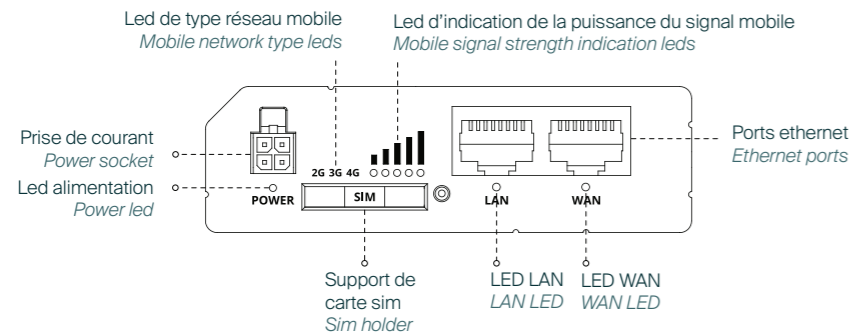 Led de type réseau mobile
Mobile network type leds
Led d’indication de la puissance du signal mobile
Mobile signal strength indication leds
Prise de courant
Power socket
Led alimentation
Power led
2G 3G 4G
POWER
SIM
LAN
WAN
Ports ethernet
Ethernet ports
Support de
carte sim
Sim holder
LED LAN
LAN LED
LED WAN
WAN LED